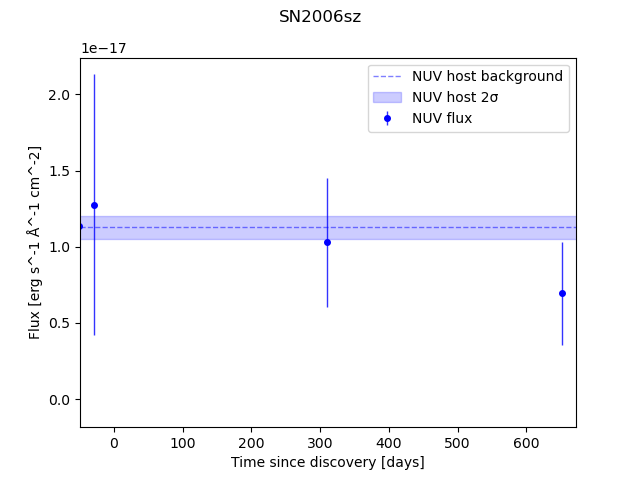 SN2006sz
1e−17
NUV host background
NUV host 2σ
NUV flux
2.0
1.5
1.0
0.5
0.0
Flux [erg s^-1 Å^-1 cm^-2]
0 100 200 300 400 500 600
Time since discovery [days]